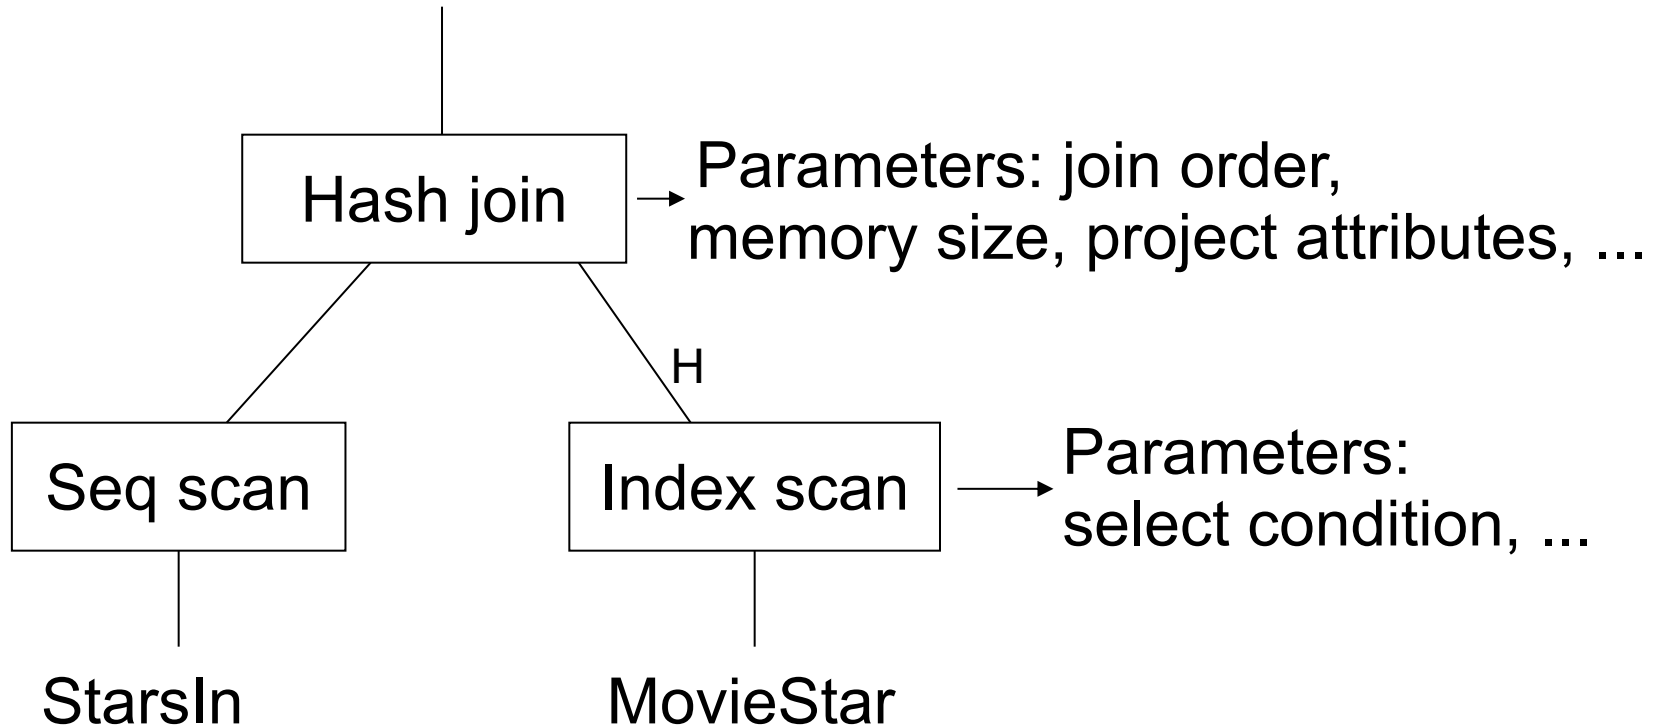 Hash join
Parameters: join order,
memory size, project attributes, ...
H
Seq scan
Index scan
Parameters:
select condition, ...
StarsIn
MovieStar